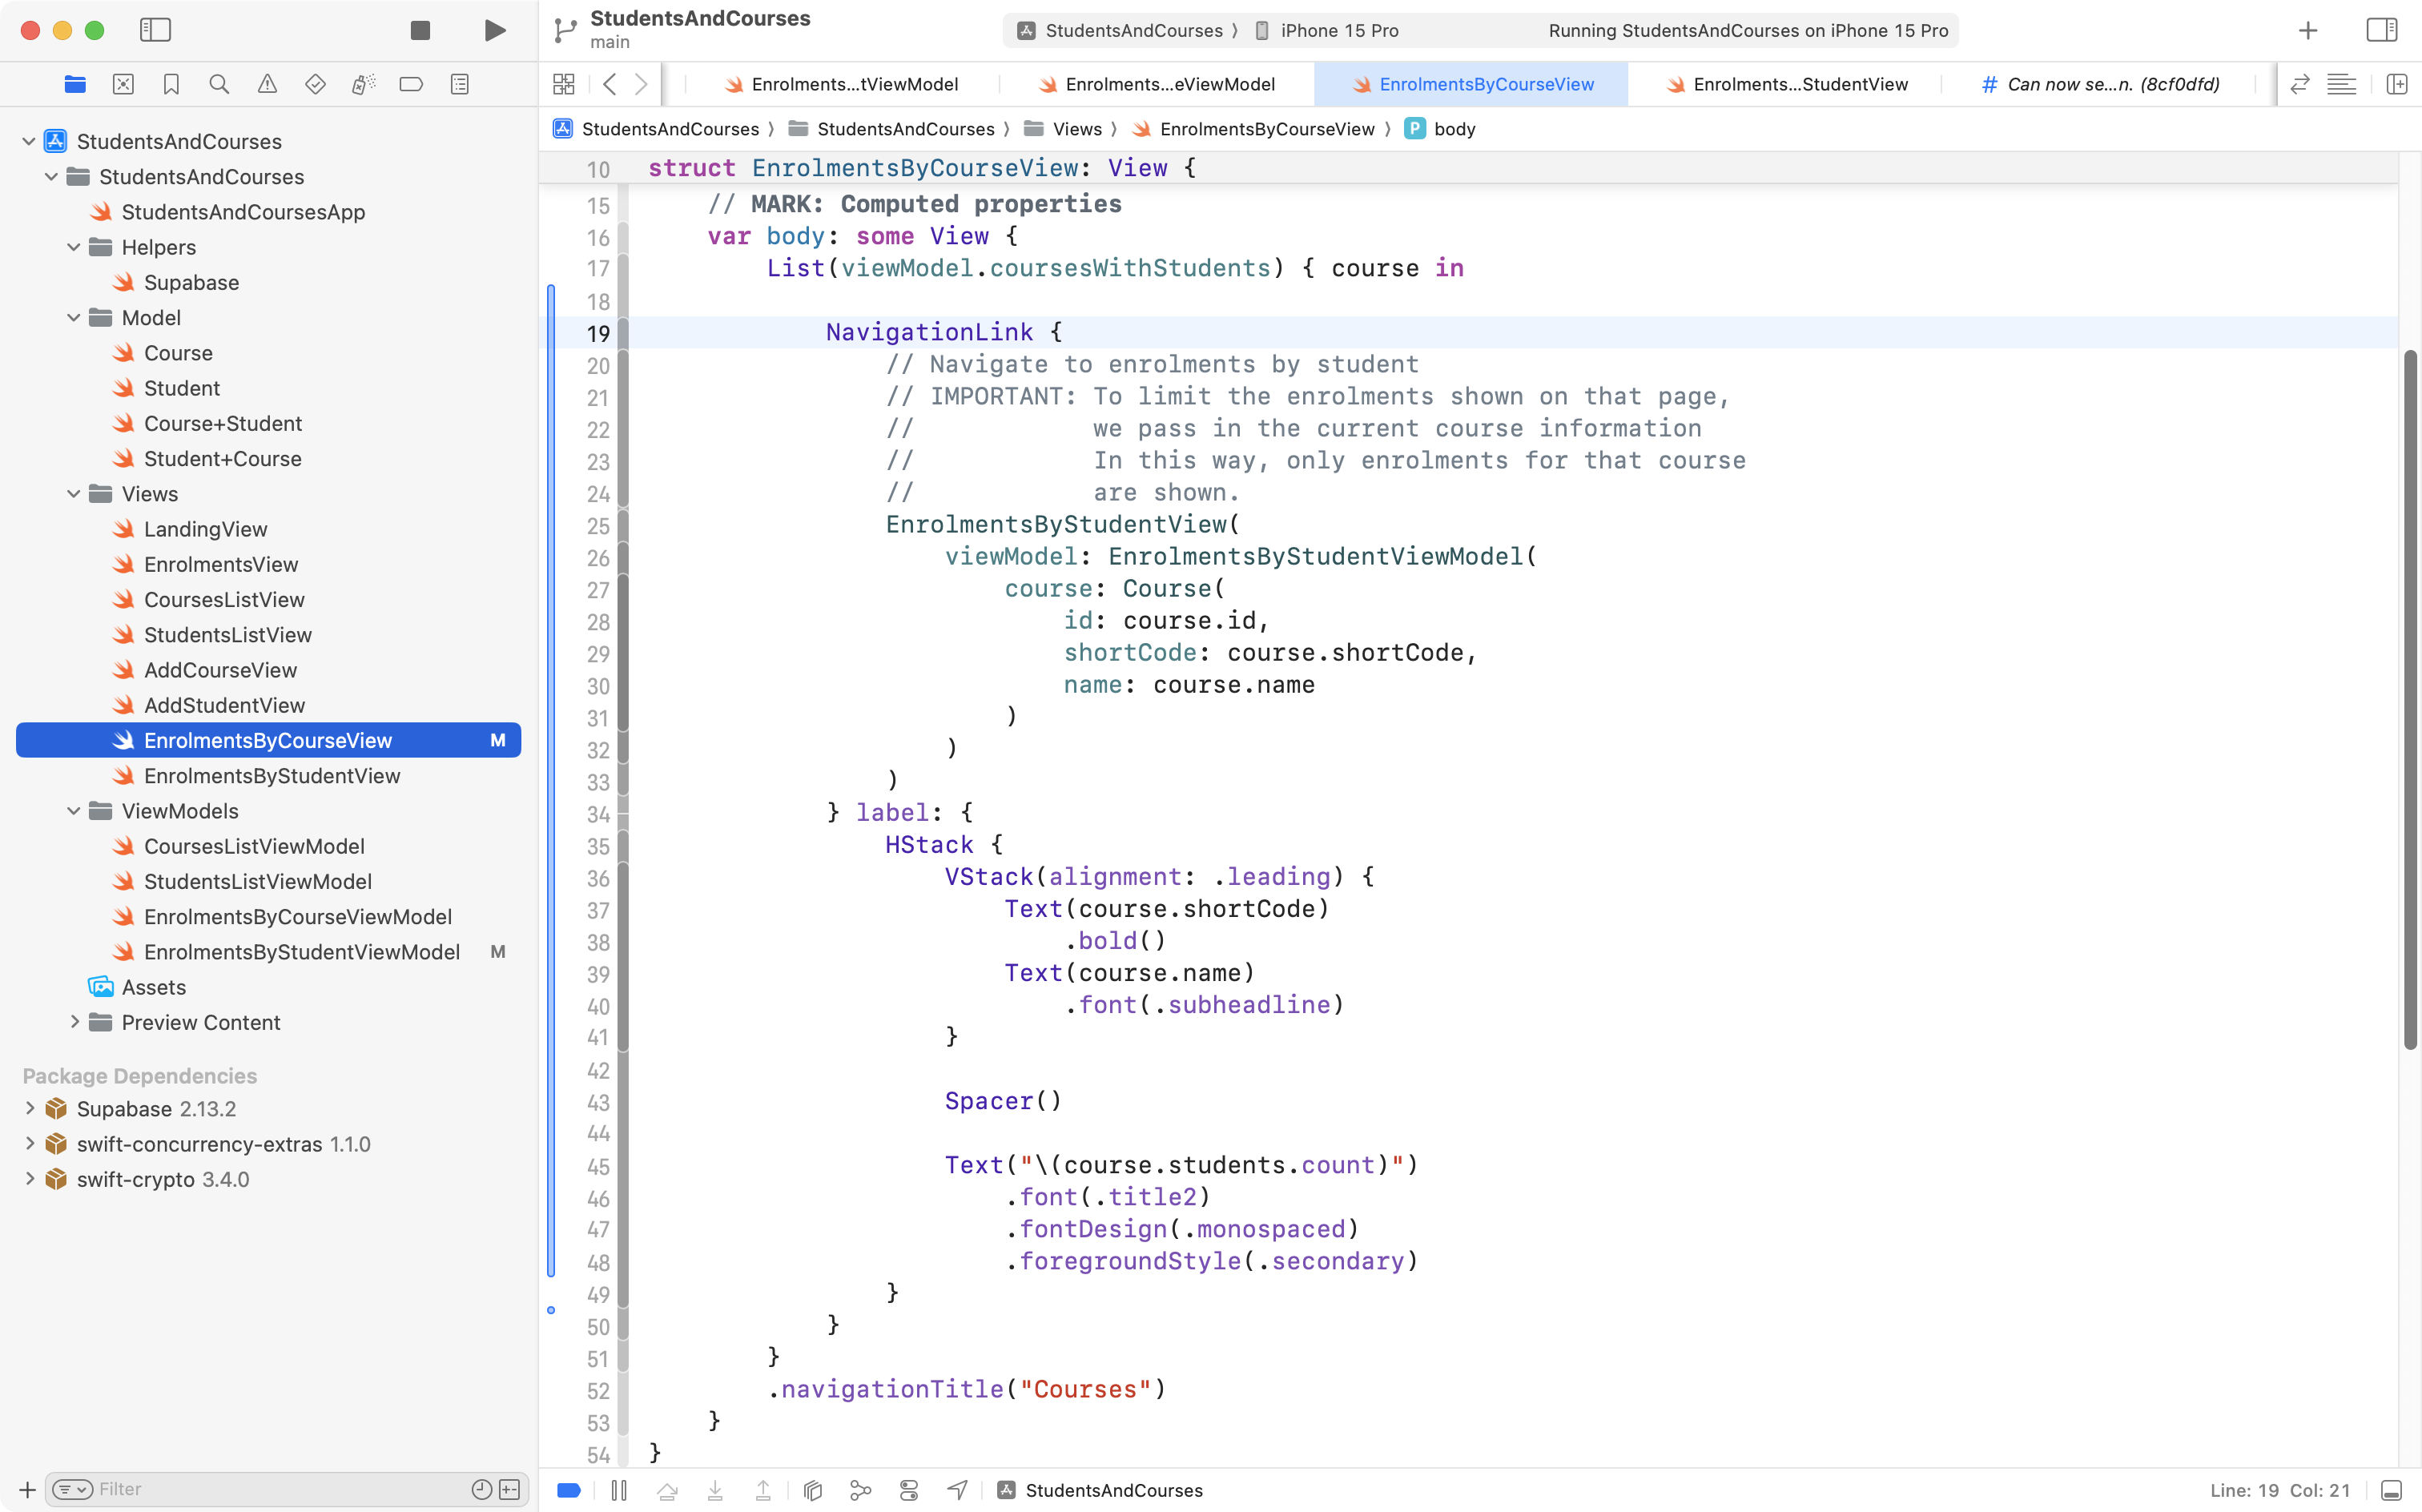 StudentsAndCourses
main
StudentsAndCourses 〉 iPhone 15 Pro
Running StudentsAndCourses on iPhone 15 Pro
Enrolments...tViewModel
Enrolments...eViewModel
EnrolmentsByCourseView
Enrolments...StudentView
# Can now se...n. (8cf0dfd)
StudentsAndCourses 〉 StudentsAndCourses 〉 Views 〉 EnrolmentsByCourseView 〉 P body
StudentsAndCourses
StudentsAndCourses
StudentsAndCoursesApp
Helpers
Supabase
Model
Course
Student
Course+Student
Student+Course
Views
LandingView
EnrolmentsView
CoursesListView
StudentsListView
AddCourseView
AddStudentView
EnrolmentsByCourseView M
EnrolmentsByStudentView
ViewModels
CoursesListViewModel
StudentsListViewModel
EnrolmentsByCourseViewModel
EnrolmentsByStudentViewModel M
Assets
Preview Content
Package Dependencies
Supabase 2.13.2
swift-concurrency-extras 1.1.0
swift-crypto 3.4.0
Filter
10 struct EnrolmentsByCourseView: View {
15 // MARK: Computed properties
16 var body: some View {
17 List(viewModel.coursesWithStudents) { course in
18
19 NavigationLink {
20 // Navigate to enrolments by student
21 // IMPORTANT: To limit the enrolments shown on that page,
22 // we pass in the current course information
23 // In this way, only enrolments for that course
24 // are shown.
25 EnrolmentsByStudentView(
26 viewModel: EnrolmentsByStudentViewModel(
27 course: Course(
28 id: course.id,
29 shortCode: course.shortCode,
30 name: course.name
31 )
32 )
33 )
34 } label: {
35 HStack {
36 VStack(alignment: .leading) {
37 Text(course.shortCode)
38 .bold()
39 Text(course.name)
40 .font(.subheadline)
41 }
42
43 Spacer()
44
45 Text("\(course.students.count)")
46 .font(.title2)
47 .fontDesign(.monospaced)
48 .foregroundStyle(.secondary)
49 }
50 }
51 }
52 .navigationTitle("Courses")
53 }
54 }
StudentsAndCourses
Line: 19 Col: 21